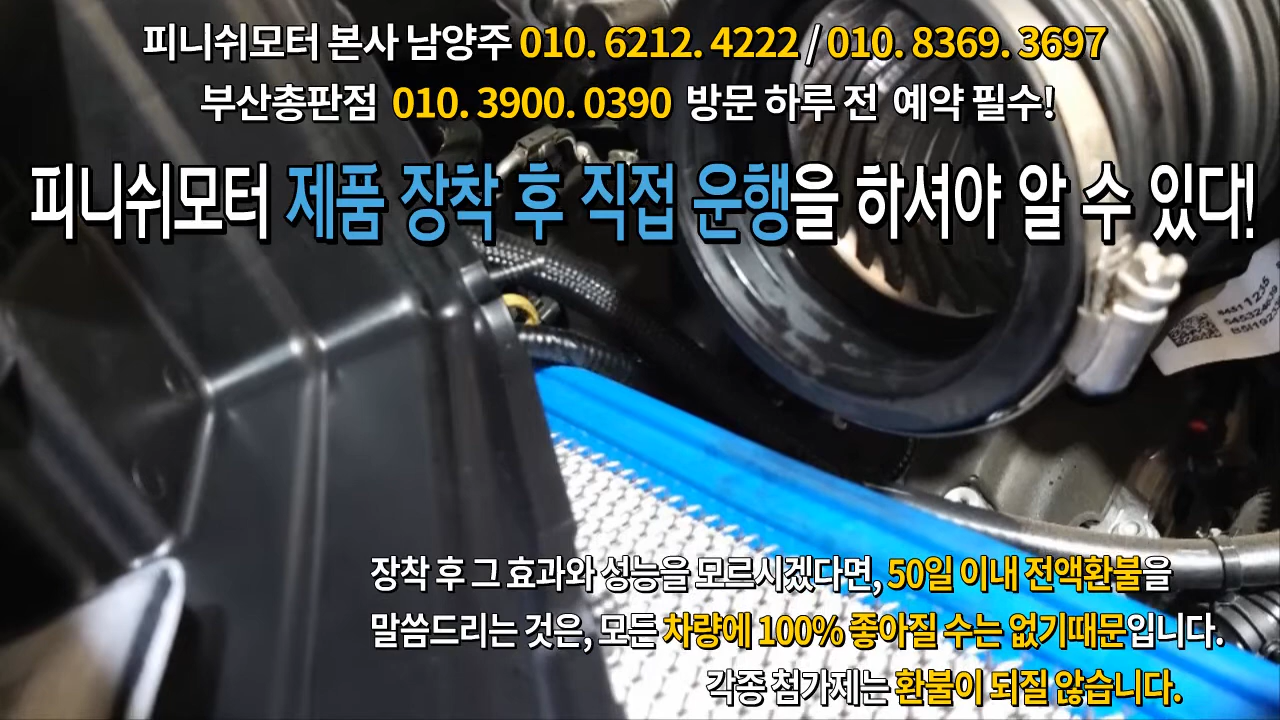 피니쉬모터 본사 남양주 010. 6212. 4222 / 010. 8369. 3697
부산총판점 010. 3900. 0390 방문 하루 전 예약 필수!
피니쉬모터 제품 장착 후 직접 운행을 하셔야 알 수 있다!
장착 후 그 효과와 성능을 모르시겠다면, 50일 이내 전액환불을
말씀드리는 것은, 모든 차량에 100% 좋아질 수는 없기때문입니다.
각종 첨가제는 환불이 되질 않습니다.